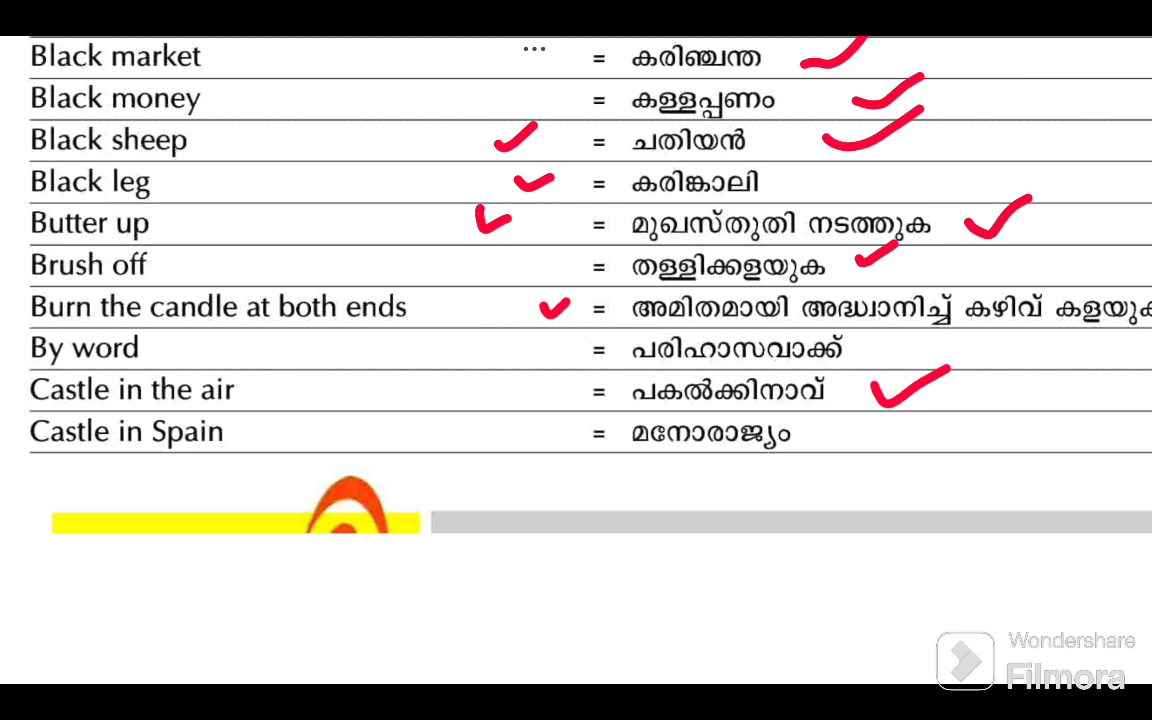 Black market ... = കരിഞ്ചന്ത
Black money = കള്ളപ്പണം
Black sheep = ചതിയൻ
Black leg = കരിങ്കാലി
Butter up = മുഖസ്തുതി നടത്തുക
Brush off = തള്ളിക്കളയുക
Burn the candle at both ends = അമിതമായി അദ്ധ്വാനിച്ച് കഴിവ് കളയുക
By word = പരിഹാസവാക്ക്
Castle in the air = പകൽക്കിനാവ്
Castle in Spain = മനോരാജ്യം
Wondershare
Filmora